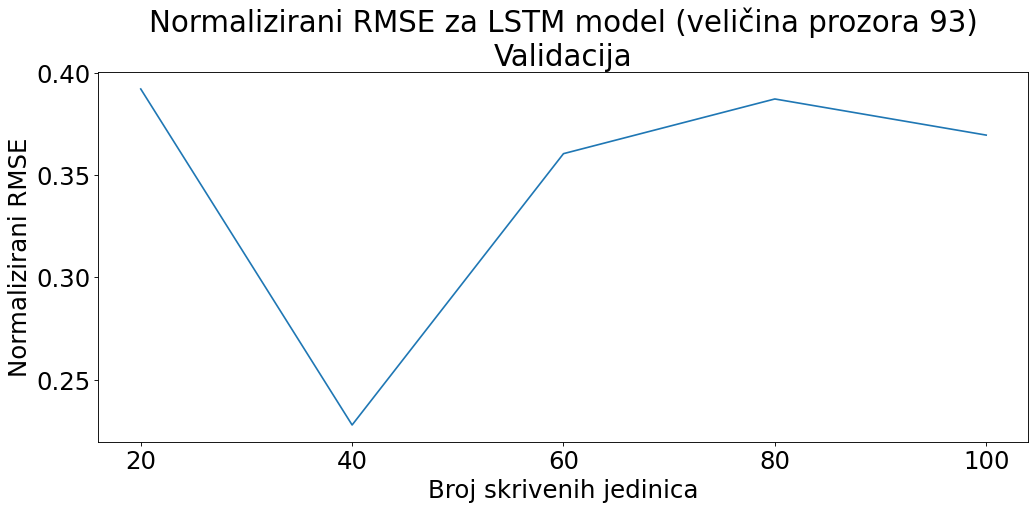 Normalizirani RMSE za LSTM model (veličina prozora 93)
Validacija
0.40
0.35
0.30
0.25
Normalizirani RMSE
20 40 60 80 100
Broj skrivenih jedinica